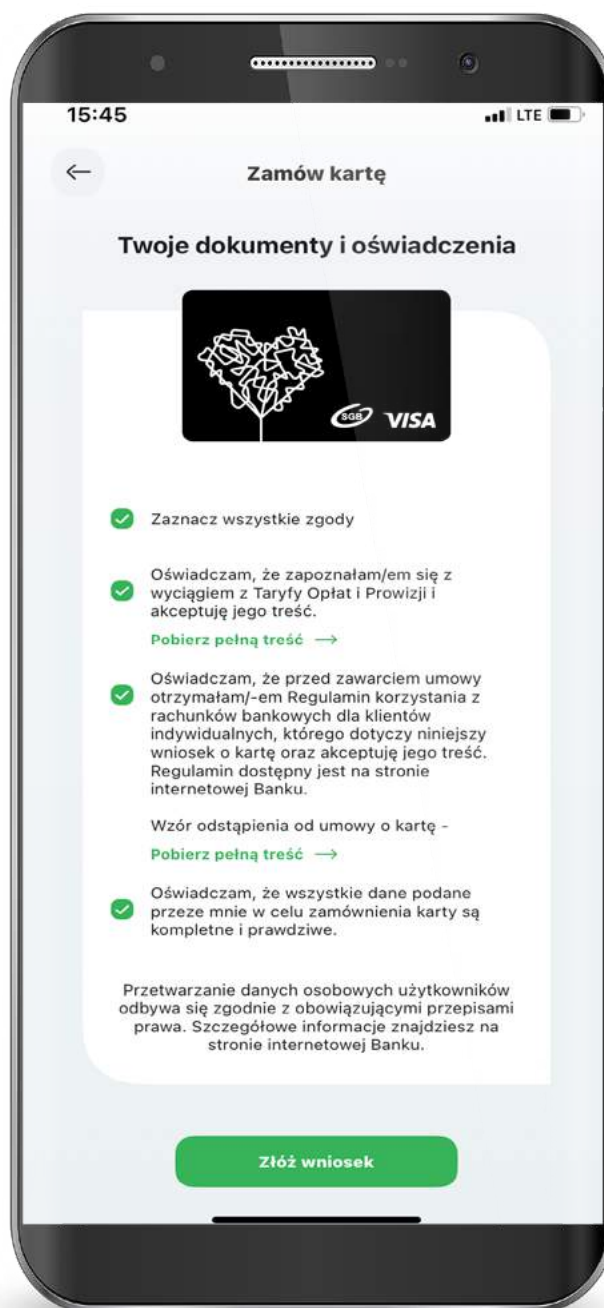 15:45
LTE
Zamów kartę
Twoje dokumenty i oświadczenia
SGB VISA
Zaznacz wszystkie zgody
Oświadczam, że zapoznałam/em się z
wyciągiem z Taryfy Opłat i Prowizji i
akceptuję jego treść.
Pobierz pełną treść →
Oświadczam, że przed zawarciem umowy
otrzymałam/-em Regulamin korzystania z
rachunków bankowych dla klientów
indywidualnych, którego dotyczy niniejszy
wniosek o kartę oraz akceptuję jego treść.
Regulamin dostępny jest na stronie
internetowej Banku.
Wzór odstąpienia od umowy o kartę -
Pobierz pełną treść →
Oświadczam, że wszystkie dane podane
przeze mnie w celu zamównienia karty są
kompletne i prawdziwe.
Przetwarzanie danych osobowych użytkowników
odbywa się zgodnie z obowiązującymi przepisami
prawa. Szczegółowe informacje znajdziesz na
stronie internetowej Banku.
Złóż wniosek